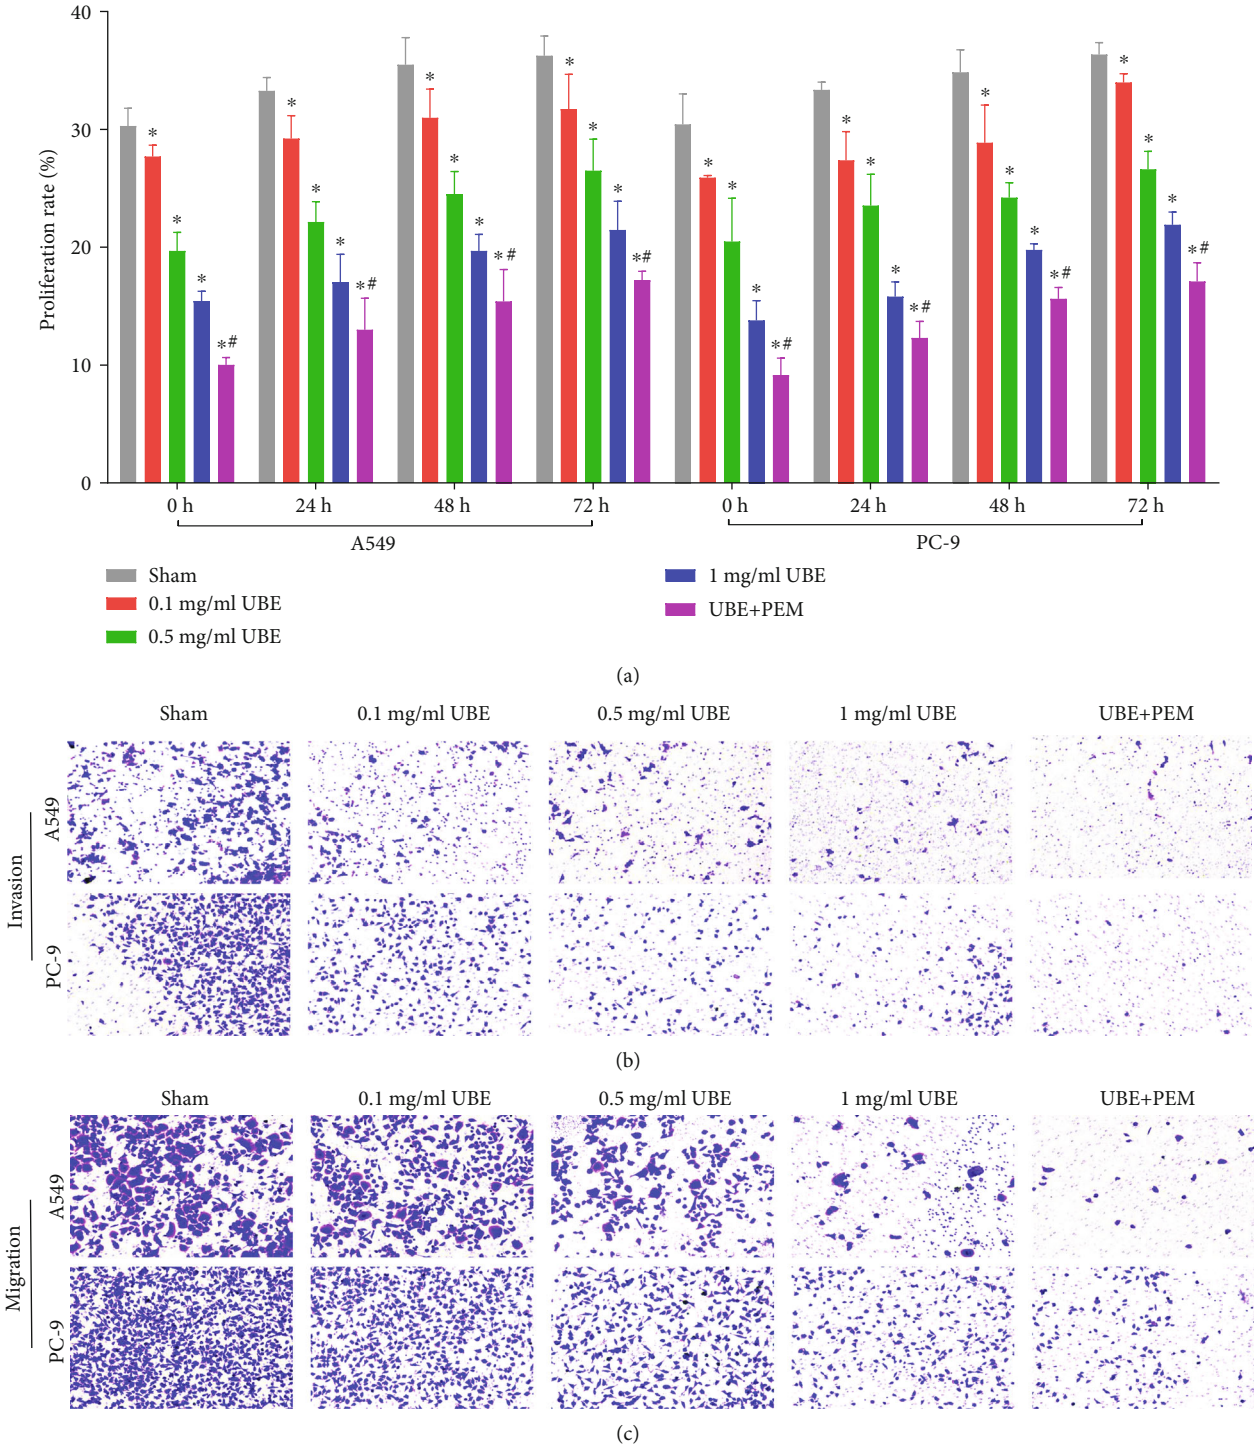 40
30
20
10
0
Proliferation rate (%)
* * * *#
* * * *#
* * * *#
* * * *#
* * * *#
* * * *#
* * * *#
* * * *#
0 h 24 h 48 h 72 h 0 h 24 h 48 h 72 h
A549 PC-9
Sham
0.1 mg/ml UBE
0.5 mg/ml UBE
1 mg/ml UBE
UBE+PEM
(a)
Sham 0.1 mg/ml UBE 0.5 mg/ml UBE 1 mg/ml UBE UBE+PEM
Invasion
A549
PC-9
(b)
Sham 0.1 mg/ml UBE 0.5 mg/ml UBE 1 mg/ml UBE UBE+PEM
Migration
A549
PC-9
(c)